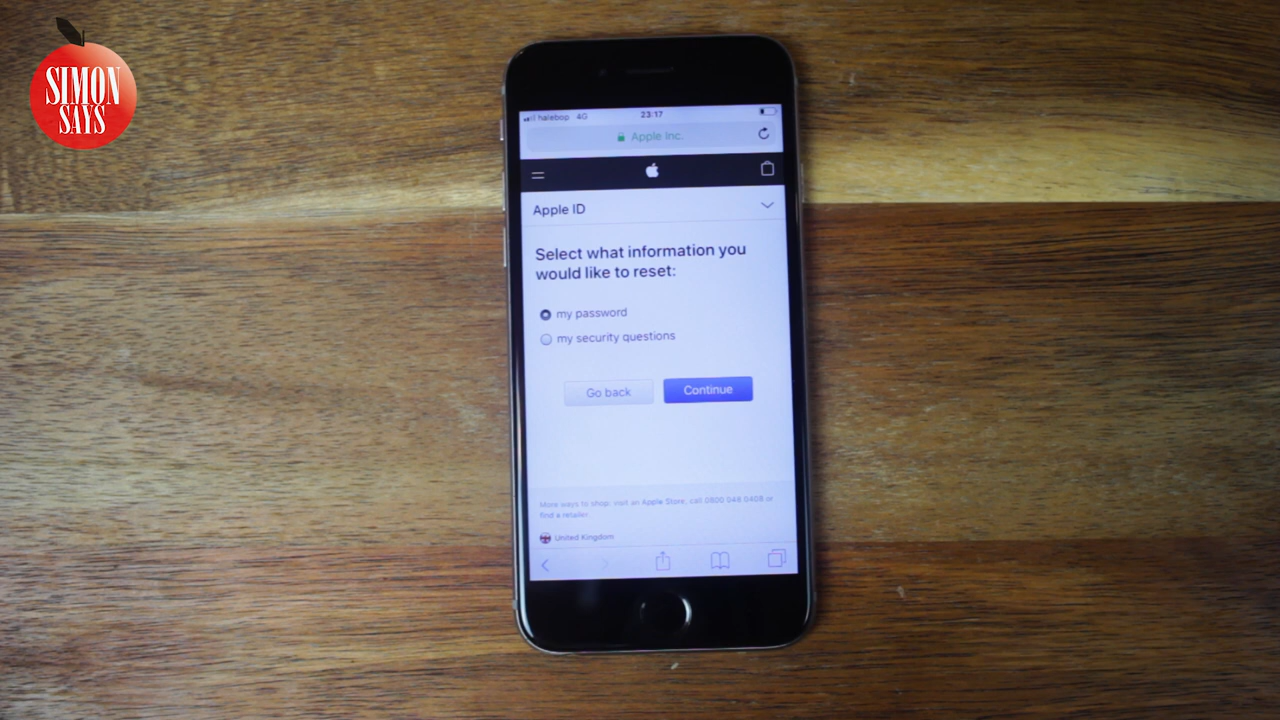 SIMON
SAYS
halebop 4G 23:17
Apple Inc.
Apple ID
Select what information you
would like to reset:
my password
my security questions
Go back
Continue
More ways to shop: visit an Apple Store, call 0800 048 0408 or
find a retailer.
United Kingdom